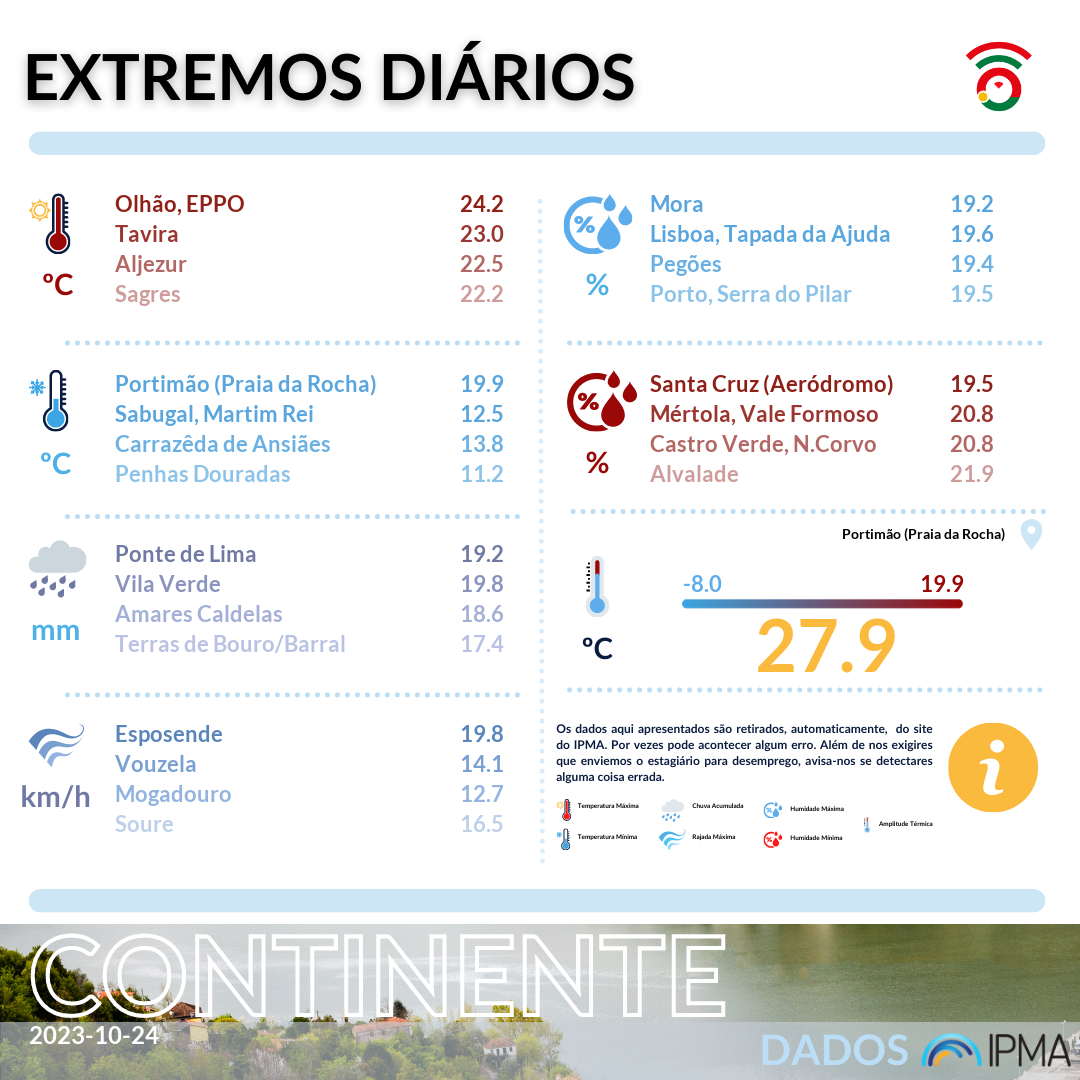 EXTREMOS DIÁRIOS
Olhão, EPPO 24.2
Tavira 23.0
Aljezur 22.5
Sagres 22.2
ºC
Portimão (Praia da Rocha) 19.9
Sabugal, Martim Rei 12.5
Carrazêda de Ansiães 13.8
Penhas Douradas 11.2
ºC
Ponte de Lima 19.2
Vila Verde 19.8
Amares Caldelas 18.6
Terras de Bouro/Barral 17.4
mm
Esposende 19.8
Vouzela 14.1
Mogadouro 12.7
Soure 16.5
km/h
%
Mora 19.2
Lisboa, Tapada da Ajuda 19.6
Pegões 19.4
Porto, Serra do Pilar 19.5
%
%
Santa Cruz (Aeródromo) 19.5
Mértola, Vale Formoso 20.8
Castro Verde, N.Corvo 20.8
Alvalade 21.9
%
Portimão (Praia da Rocha)
-8.0 19.9
27.9
ºC
Os dados aqui apresentados são retirados, automaticamente, do site
do IPMA. Por vezes pode acontecer algum erro. Além de nos exigires
que enviemos o estagiário para desemprego, avisa-nos se detectares
alguma coisa errada.
i
Temperatura Máxima Chuva Acumulada Humidade Máxima
Amplitude Térmica
Temperatura Mínima Rajada Máxima Humidade Mínima
CONTINENTE
2023-10-24
DADOS IPMA